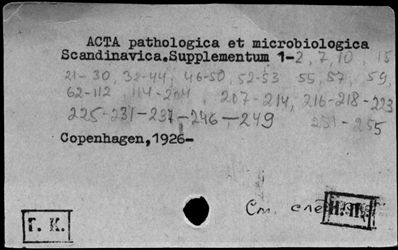 ACTA pathologica et microbiologica
Scandinavica.Supplementum 1-2, 7, 10, 15
21-30, 32-44, 46-50, 52-53 55, 57, 59,
62-112, 114-204, 207-214, 216-218-223
225-231-237-246-249 251-255
Copenhagen, 1926-
См. след
Г. К.
Н. П.